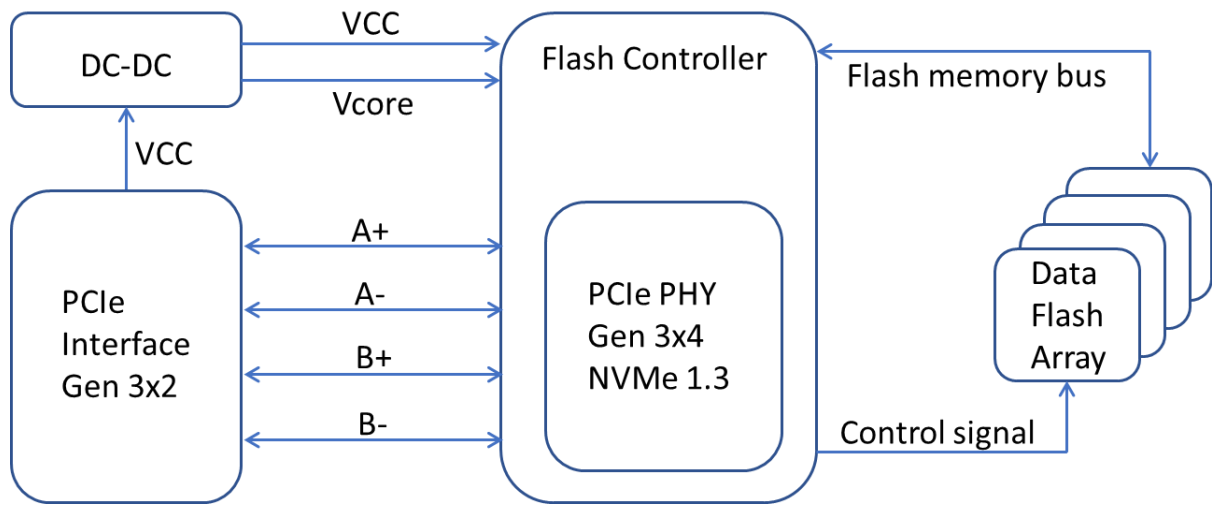 DC-DC
VCC
Vcore
VCC
Flash Controller
Flash memory bus
PCIe
Interface
Gen 3x2
A+
A-
B+
B-
PCIe PHY
Gen 3x4
NVMe 1.3
Data
Flash
Array
Control signal